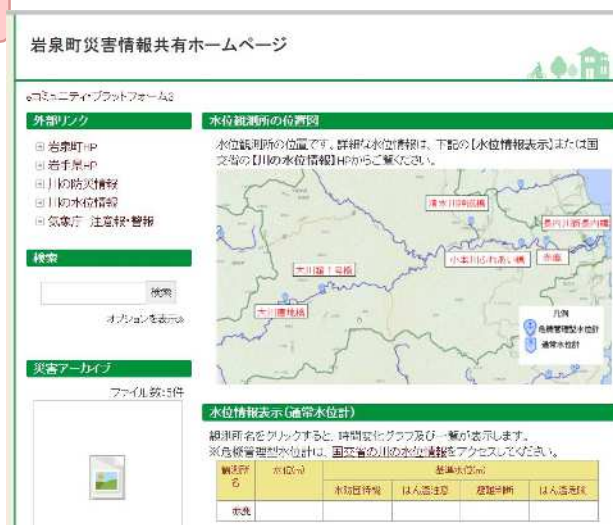 岩泉町災害情報共有ホームページ
eコミュニティ・プラットフォーム3
外部リンク
岩泉町HP
岩手県HP
川の防災情報
川の水位情報
気象庁 注意報・警報
検索
検索
オプションを表示
災害アーカイブ
ファイル数:5件
水位観測所の位置図
水位観測所の位置です。詳細な水位情報は、下記の【水位情報表示】または国
交省の【川の水位情報】HPからご覧ください。
大川第1号橋
小本川ふれあい橋
赤鹿
凡例
危機管理型水位計
通常水位計
水位情報表示(通常水位計)
観測所名をクリックすると、時間変化グラフ及び一覧が表示します。
※危機管理型水位計は、国交省の川の水位情報をアクセスしてください。
観測所名
水位(m)
基準水位(m)
水防団待機
はん濫注意
避難判断
はん濫危険
赤鹿